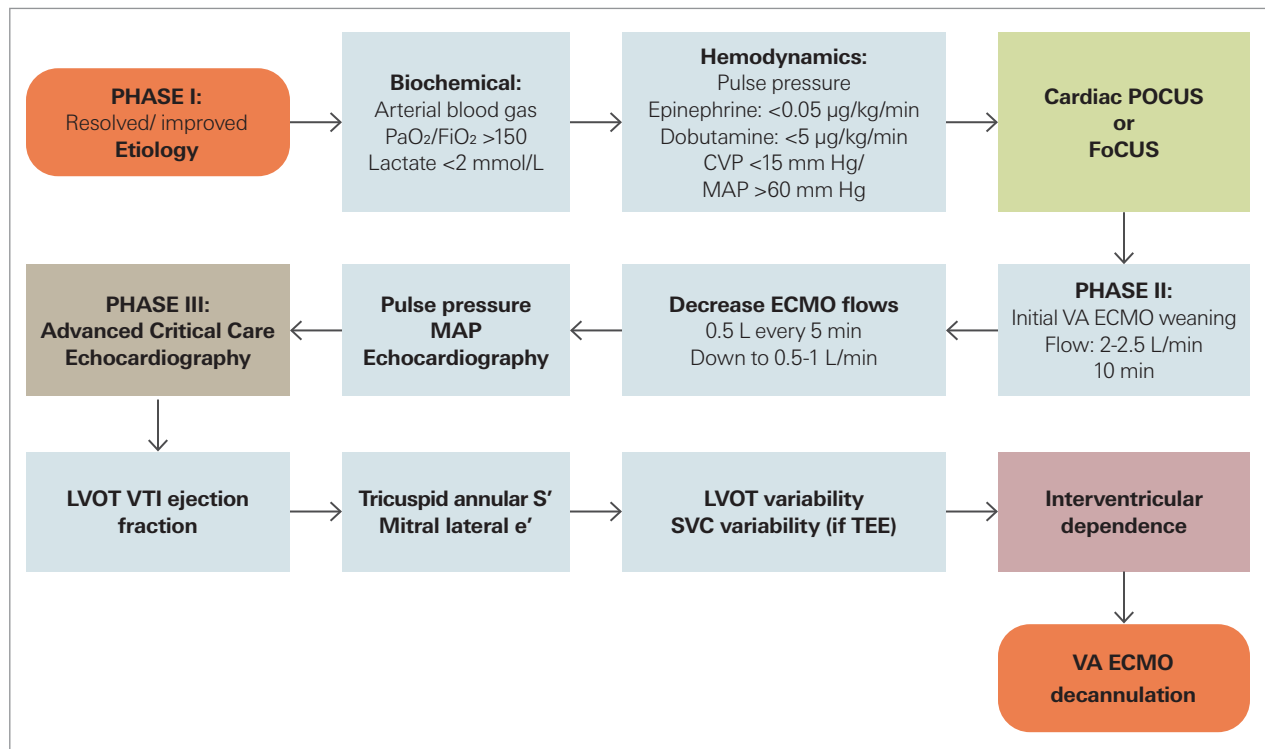 PHASE I:
Resolved/ improved
Etiology
Biochemical:
Arterial blood gas
PaO₂/FiO₂ >150
Lactate <2 mmol/L
Hemodynamics:
Pulse pressure
Epinephrine: <0.05 µg/kg/min
Dobutamine: <5 µg/kg/min
CVP <15 mm Hg/
MAP >60 mm Hg
Cardiac POCUS
or
FoCUS
PHASE II:
Initial VA ECMO weaning
Flow: 2-2.5 L/min
10 min
Decrease ECMO flows
0.5 L every 5 min
Down to 0.5-1 L/min
Pulse pressure
MAP
Echocardiography
PHASE III:
Advanced Critical Care
Echocardiography
LVOT VTI ejection
fraction
Tricuspid annular S’
Mitral lateral e’
LVOT variability
SVC variability (if TEE)
Interventricular
dependence
VA ECMO
decannulation